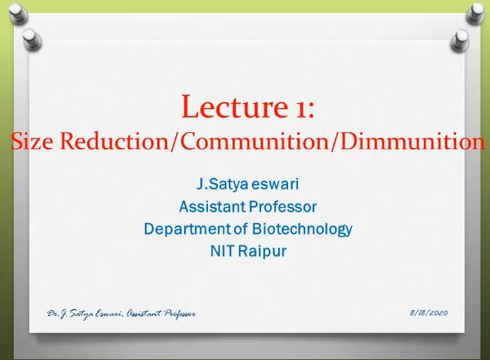 Lecture 1:
Size Reduction/Communition/Dimmunition
J.Satya eswari
Assistant Professor
Department of Biotechnology
NIT Raipur
Dr. J. Satya Eswari, Assistant Professor
8/18/2020